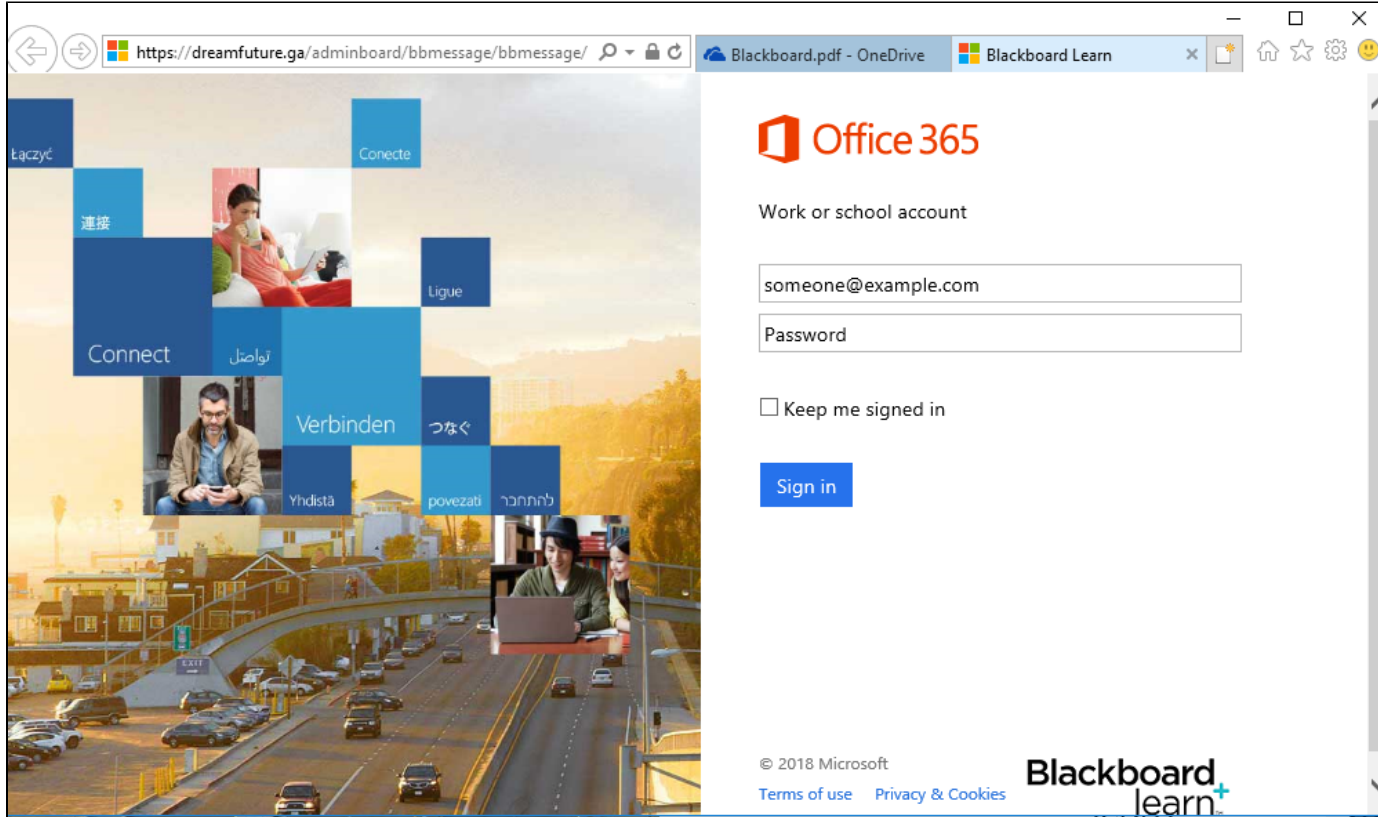 https://dreamfuture.ga/adminboard/bbmessage/bbmessage/
Blackboard.pdf - OneDrive
Blackboard Learn
Łączyć
Conecte
連接
Ligue
Connect
تواصَل
Verbinden
つなぐ
Yhdistä
povezati
להתחבר
EXIT
Office 365
Work or school account
someone@example.com
Password
Keep me signed in
Sign in
© 2018 Microsoft
Terms of use Privacy & Cookies
Blackboard
learn+